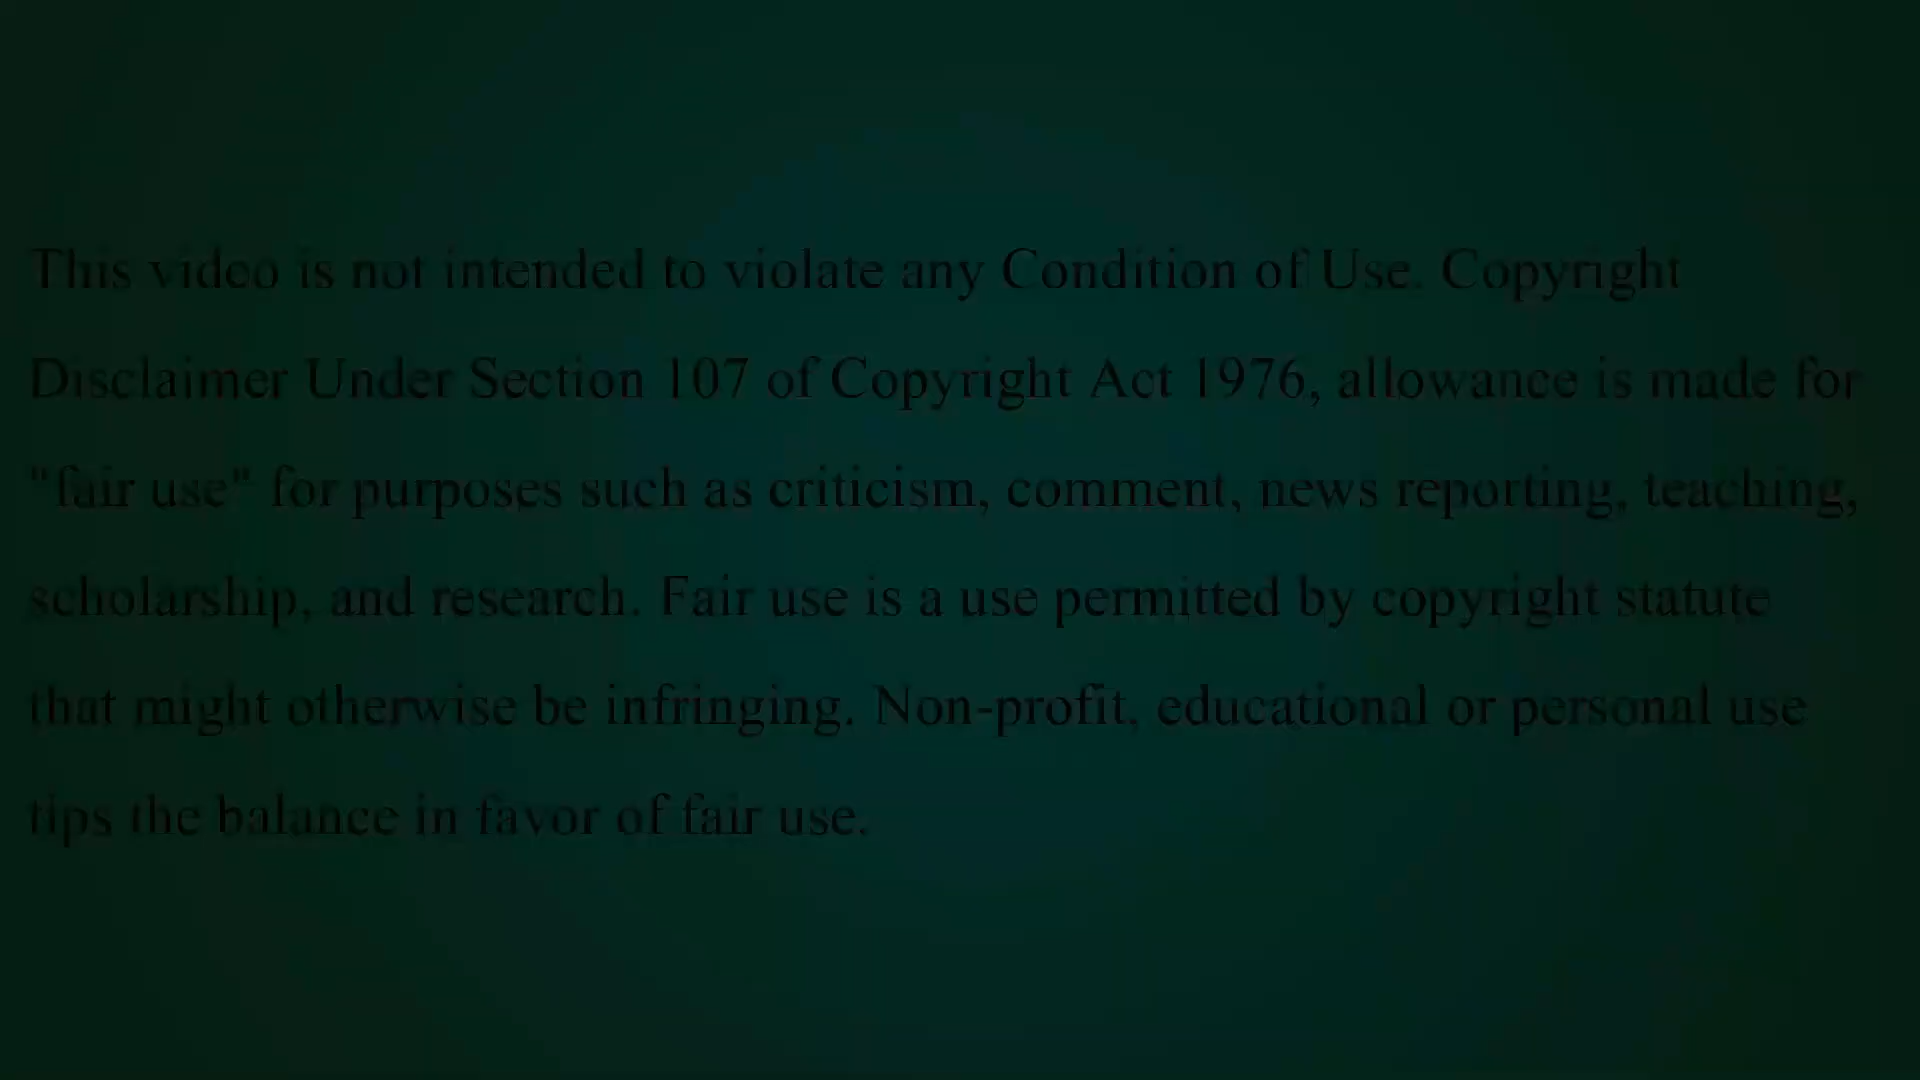 This video is not intended to violate any Condition of Use. Copyright
Disclaimer Under Section 107 of Copyright Act 1976, allowance is made for
"fair use" for purposes such as criticism, comment, news reporting, teaching,
scholarship, and research. Fair use is a use permitted by copyright statute
that might otherwise be infringing. Non-profit, educational or personal use
tips the balance in favor of fair use.